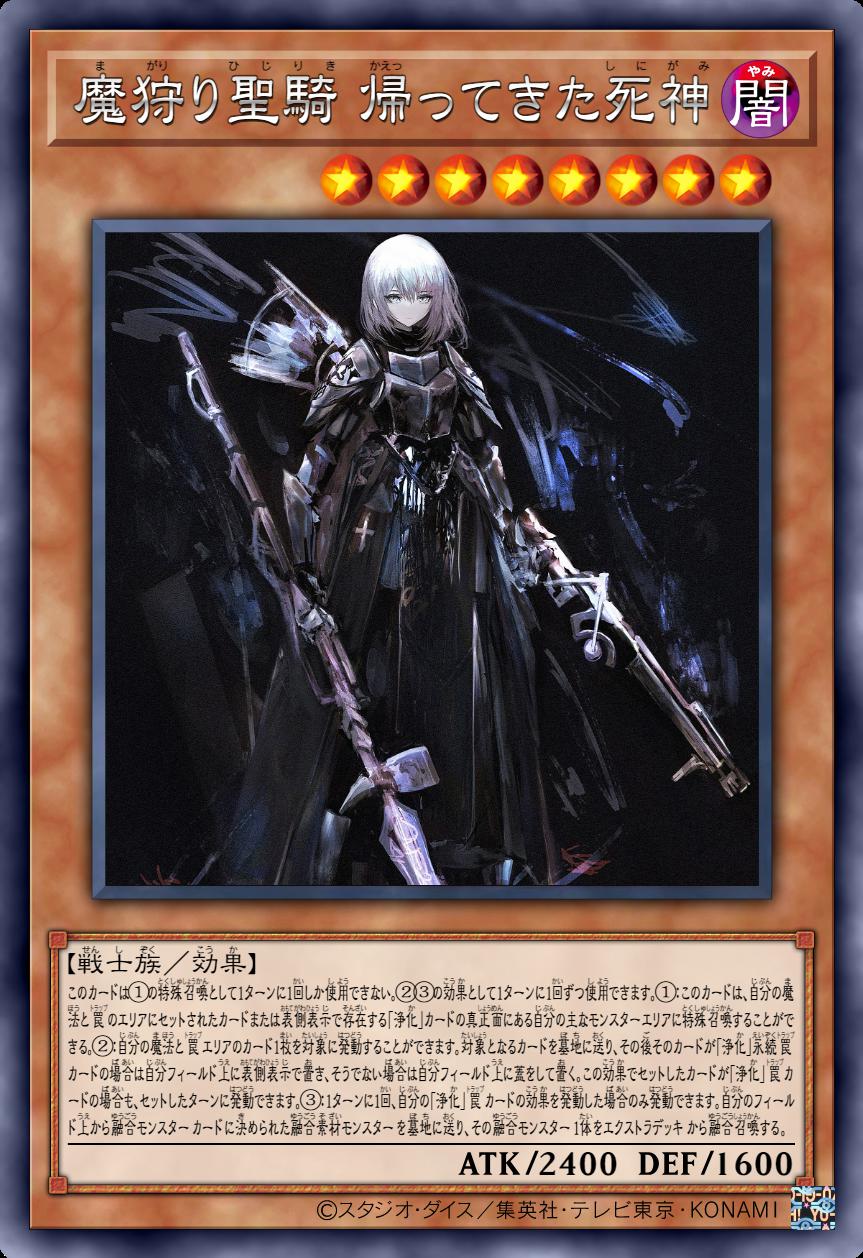 魔狩り聖騎 帰ってきた死神
闇
【戦士族／効果】
このカードは①の特殊召喚として1ターンに1回しか使用できない。②③の効果として1ターンに1回ずつ使用できます。①：このカードは、自分の魔
法と罠のエリアにセットされたカードまたは表側表示で存在する「浄化」カードの真正面にある自分の主なモンスターエリアに特殊召喚することがで
きる。②：自分の魔法と罠エリアのカード1枚を対象に発動することができます。対象となるカードを墓地に送り、その後そのカードが「浄化」永続罠
カードの場合は自分フィールド上に表側表示で置き、そうでない場合は自分フィールド上に蓋をして置く。この効果でセットしたカードが「浄化」罠カ
ードの場合も、セットしたターンに発動できます。③：1ターンに1回、自分の「浄化」罠カードの効果を発動した場合のみ発動できます。自分のフィール
ド上から融合モンスターカードに決められた融合素材モンスターを墓地に送り、その融合モンスター1体をエクストラデッキから融合召喚する。
ATK/2400 DEF/1600
©スタジオ・ダイス／集英社・テレビ東京・KONAMI